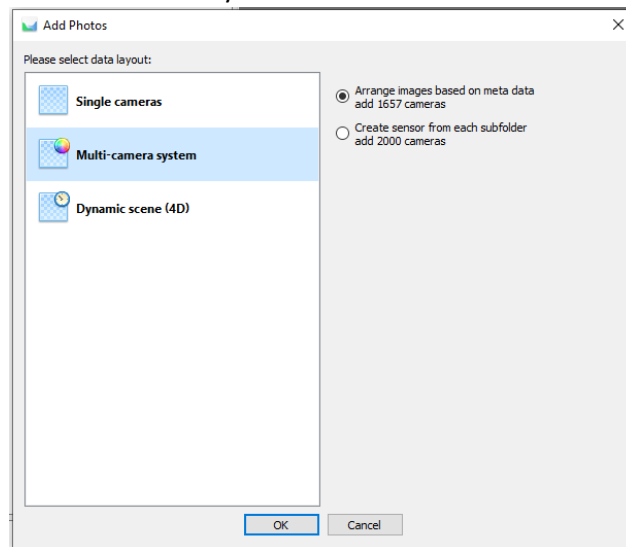 Add Photos
Please select data layout:
Single cameras
Multi-camera system
Dynamic scene (4D)
Arrange images based on meta data
add 1657 cameras
Create sensor from each subfolder
add 2000 cameras
OK
Cancel